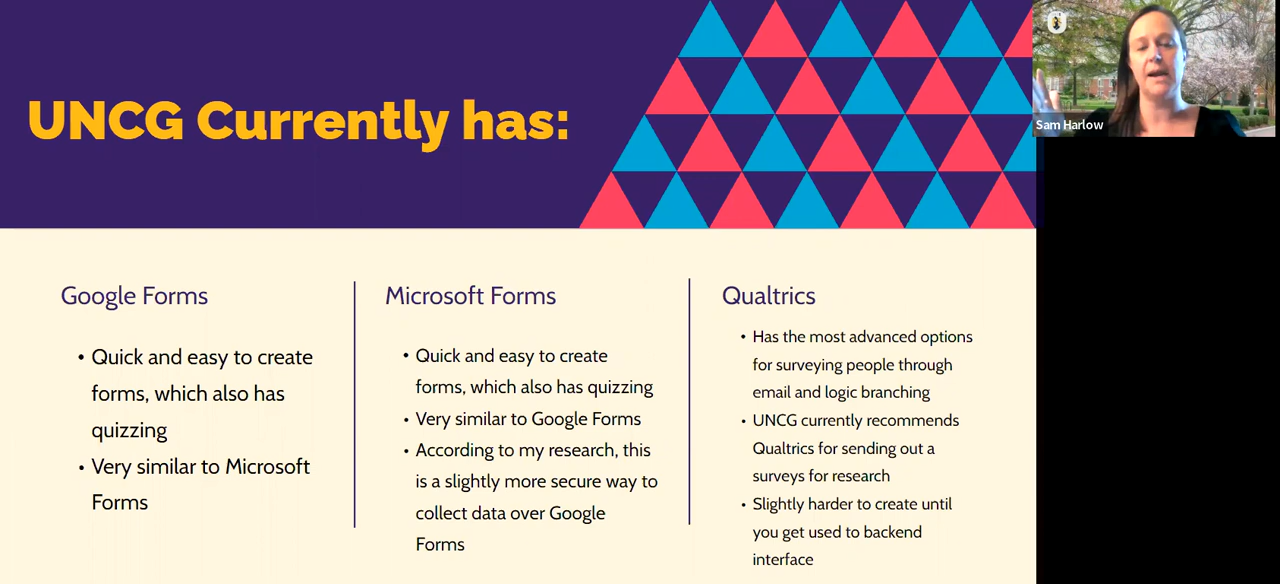 UNCG Currently has:
Sam Harlow
Google Forms
• Quick and easy to create
forms, which also has
quizzing
• Very similar to Microsoft
Forms
Microsoft Forms
• Quick and easy to create
forms, which also has quizzing
• Very similar to Google Forms
• According to my research, this
is a slightly more secure way to
collect data over Google
Forms
Qualtrics
• Has the most advanced options
for surveying people through
email and logic branching
• UNCG currently recommends
Qualtrics for sending out a
surveys for research
• Slightly harder to create until
you get used to backend
interface